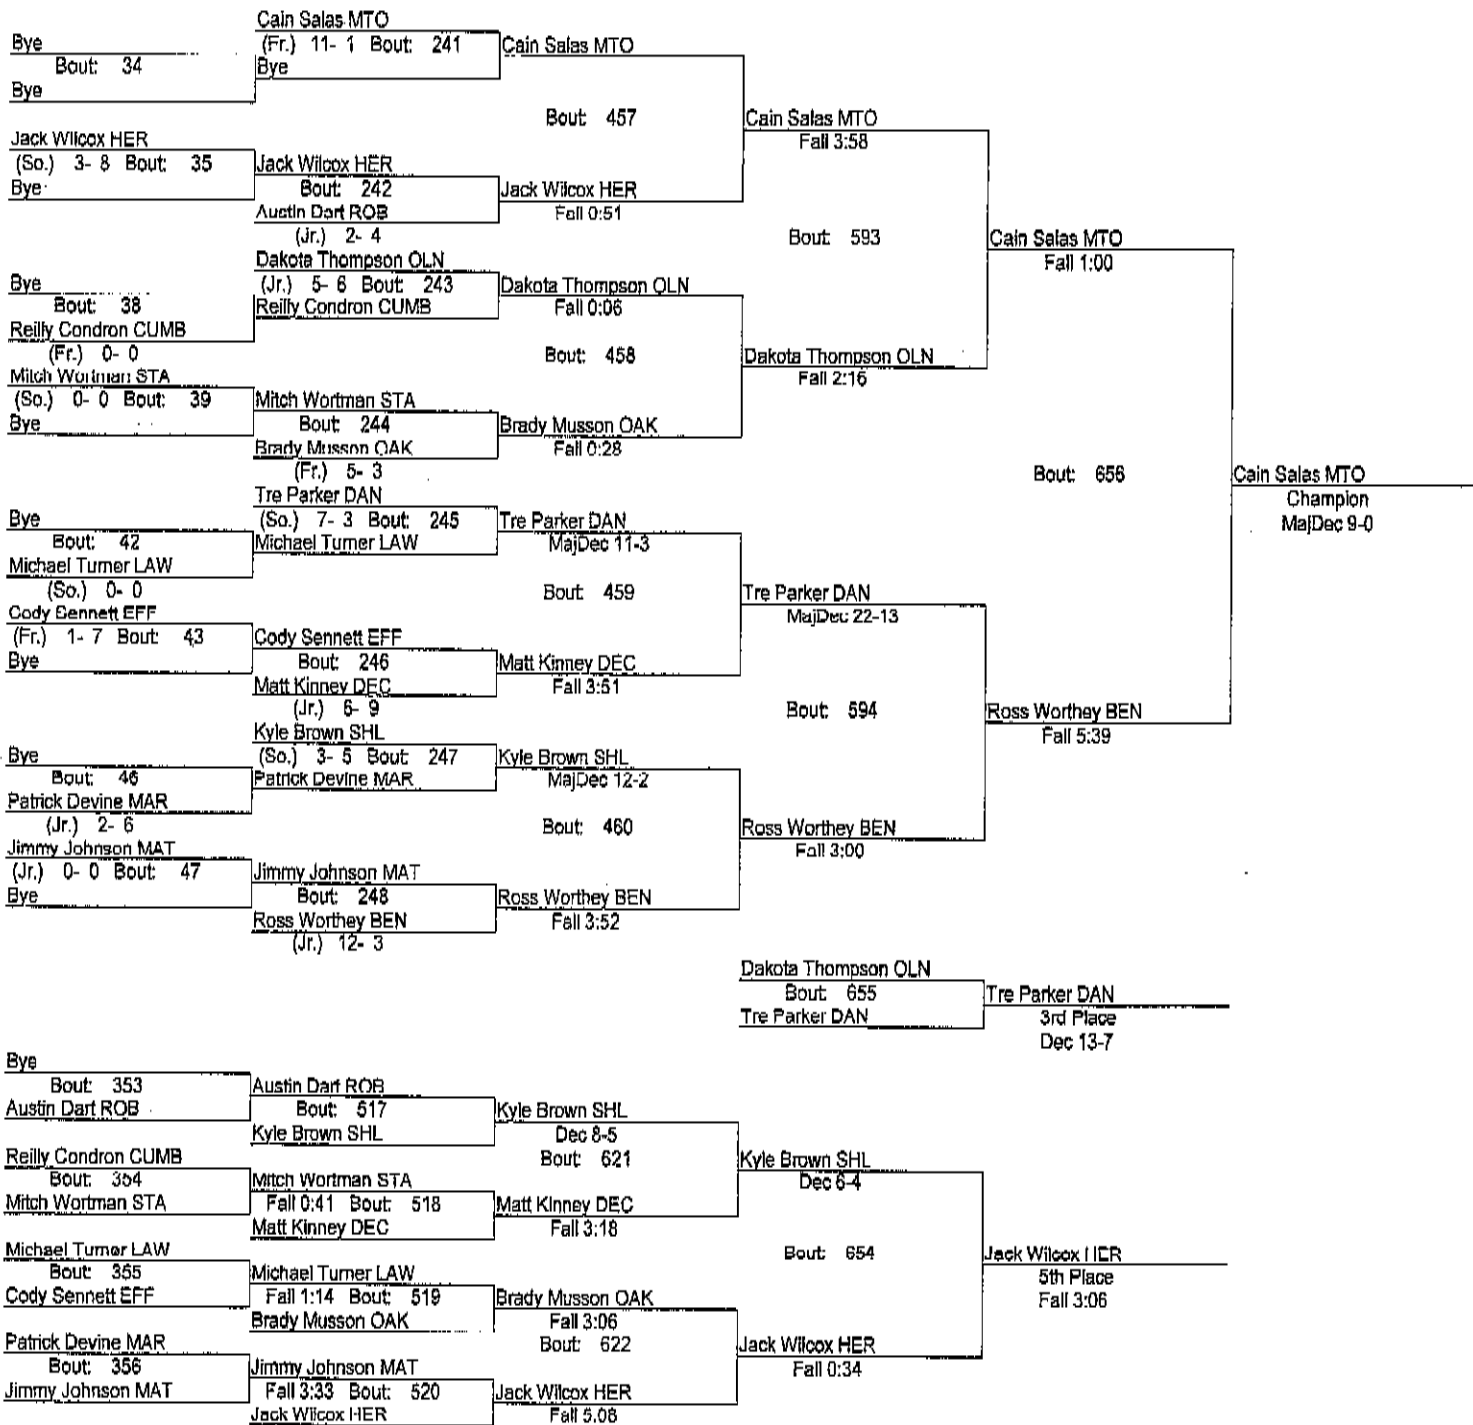 Cain Salas MTO
Bye
(Fr.) 11- 1 Bout: 241
Cain Salas MTO
Bout: 34
Bye
Bye
Bout: 457
Cain Salas MTO
Fall 3:58
Jack Wilcox HER
(So.) 3- 8 Bout: 35
Jack Wilcox HER
Bye
Bout: 242
Jack Wilcox HER
Austin Dart ROB
Fall 0:51
(Jr.) 2- 4
Bout: 593
Cain Salas MTO
Fall 1:00
Dakota Thompson OLN
Bye
(Jr.) 5- 6 Bout: 243
Dakota Thompson OLN
Bout: 38
Reilly Condron CUMB
Fall 0:06
Reilly Condron CUMB
(Fr.) 0- 0
Bout: 458
Dakota Thompson OLN
Fall 2:16
Mitch Wortman STA
(So.) 0- 0 Bout: 39
Mitch Wortman STA
Bye
Bout: 244
Brady Musson OAK
Brady Musson OAK
Fall 0:28
(Fr.) 5- 3
Bout: 656
Cain Salas MTO
Champion
MajDec 9-0
Tre Parker DAN
Bye
(So.) 7- 3 Bout: 245
Tre Parker DAN
Bout: 42
Michael Turner LAW
MajDec 11-3
Michael Turner LAW
(So.) 0- 0
Bout: 459
Tre Parker DAN
MajDec 22-13
Cody Sennett EFF
(Fr.) 1- 7 Bout: 43
Cody Sennett EFF
Bye
Bout: 246
Matt Kinney DEC
Matt Kinney DEC
Fall 3:51
(Jr.) 6- 9
Bout: 594
Ross Worthey BEN
Fall 5:39
Kyle Brown SHL
Bye
(So.) 3- 5 Bout: 247
Kyle Brown SHL
Bout: 46
Patrick Devine MAR
MajDec 12-2
Patrick Devine MAR
(Jr.) 2- 6
Bout: 460
Ross Worthey BEN
Fall 3:00
Jimmy Johnson MAT
(Jr.) 0- 0 Bout: 47
Jimmy Johnson MAT
Bye
Bout: 248
Ross Worthey BEN
Ross Worthey BEN
Fall 3:52
(Jr.) 12- 3
Dakota Thompson OLN
Bout: 655
Tre Parker DAN
Tre Parker DAN
3rd Place
Dec 13-7
Bye
Bout: 353
Austin Dart ROB
Austin Dart ROB
Bout: 517
Kyle Brown SHL
Kyle Brown SHL
Dec 8-5
Bout: 621
Kyle Brown SHL
Dec 6-4
Reilly Condron CUMB
Bout: 354
Mitch Wortman STA
Mitch Wortman STA
Fall 0:41 Bout: 518
Matt Kinney DEC
Matt Kinney DEC
Fall 3:18
Bout: 654
Jack Wilcox HER
5th Place
Fall 3:06
Michael Turner LAW
Bout: 355
Michael Turner LAW
Cody Sennett EFF
Fall 1:14 Bout: 519
Brady Musson OAK
Brady Musson OAK
Fall 3:06
Bout: 622
Jack Wilcox HER
Fall 0:34
Patrick Devine MAR
Bout: 356
Jimmy Johnson MAT
Jimmy Johnson MAT
Fall 3:33 Bout: 520
Jack Wilcox HER
Jack Wilcox HER
Fall 5:08